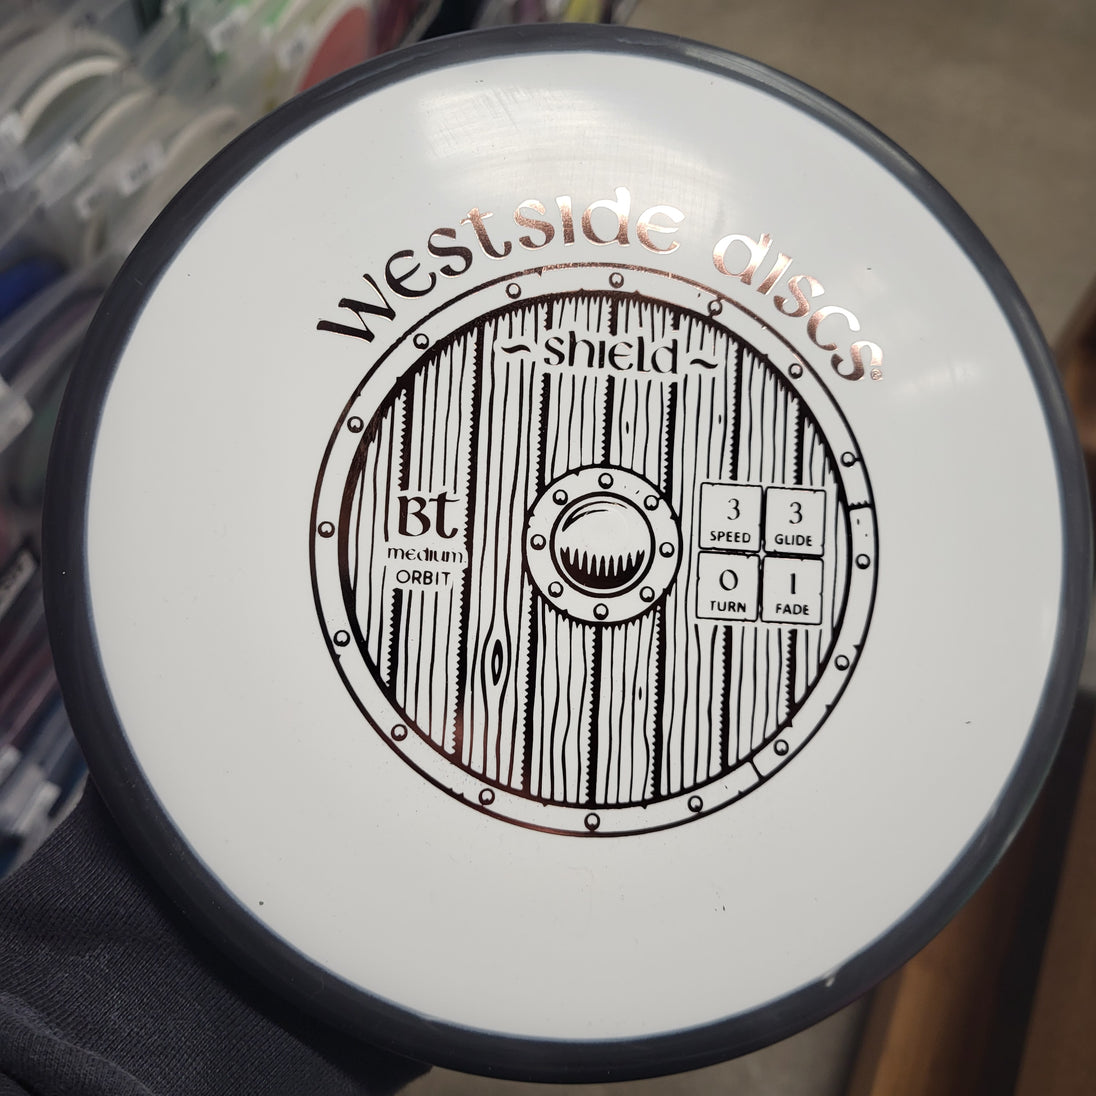 westside discs®
~ shield ~
BT
medium
ORBIT
3
SPEED
3
GLIDE
0
TURN
1
FADE